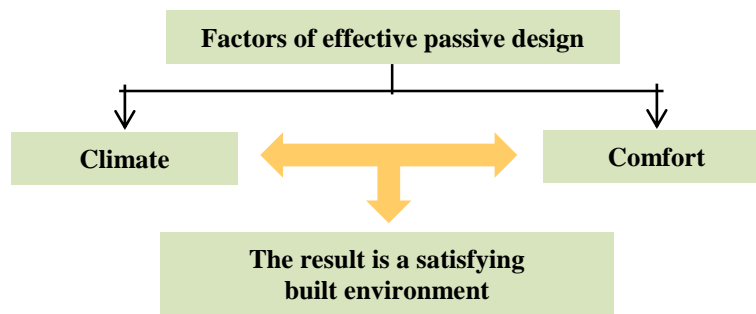 Factors of effective passive design
Climate
Comfort
The result is a satisfying
built environment